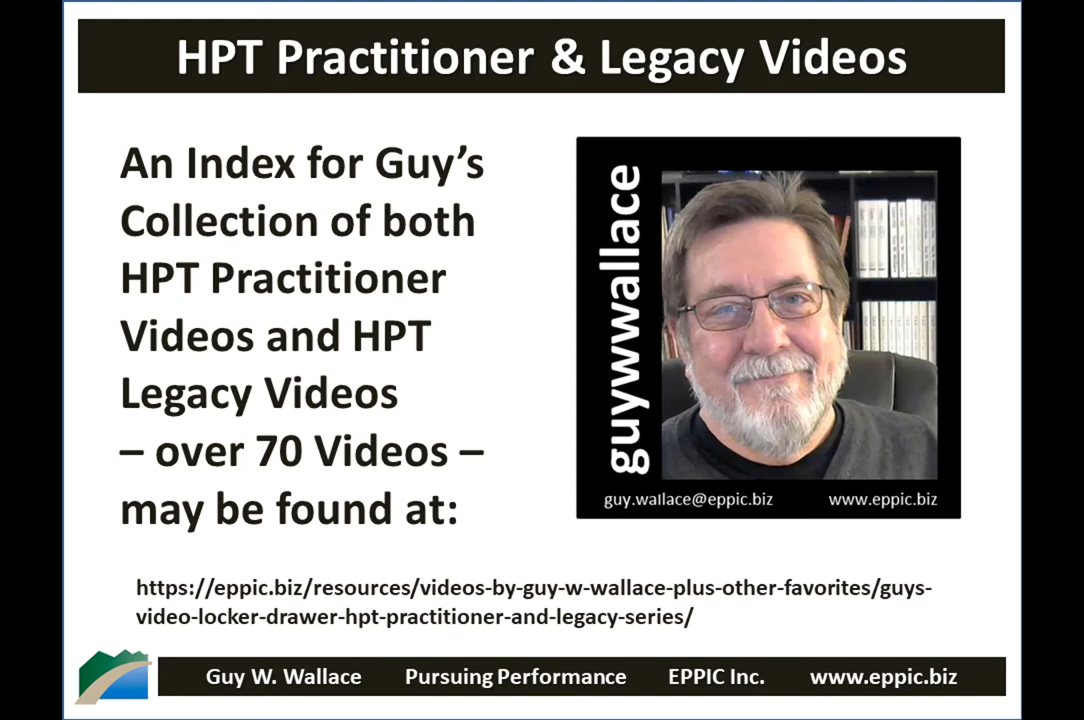 HPT Practitioner & Legacy Videos
An Index for Guy's
Collection of both
HPT Practitioner
Videos and HPT
Legacy Videos
– over 70 Videos –
may be found at:
guywwallace
guy.wallace@eppic.biz www.eppic.biz
https://eppic.biz/resources/videos-by-guy-w-wallace-plus-other-favorites/guys-
video-locker-drawer-hpt-practitioner-and-legacy-series/
Guy W. Wallace Pursuing Performance EPPIC Inc. www.eppic.biz